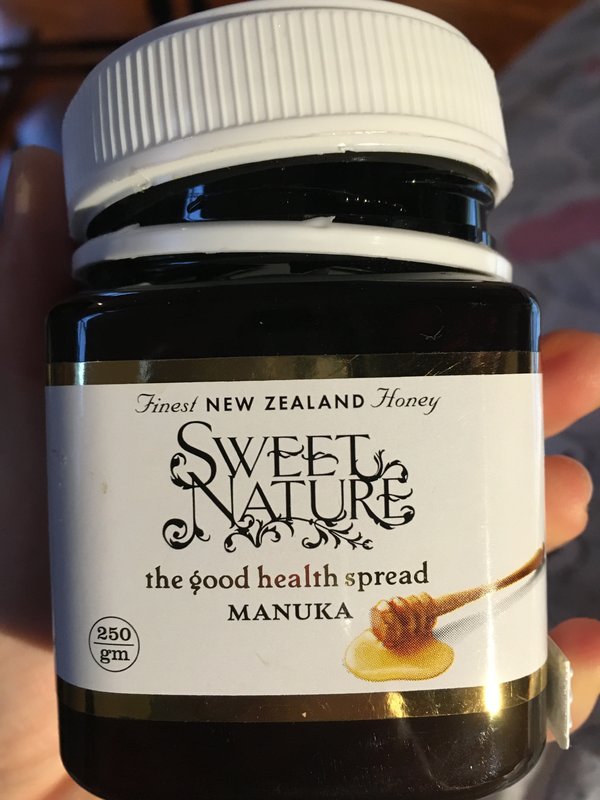 Finest NEW ZEALAND Honey
SWEET
NATURE
the good health spread
MANUKA
250
gm